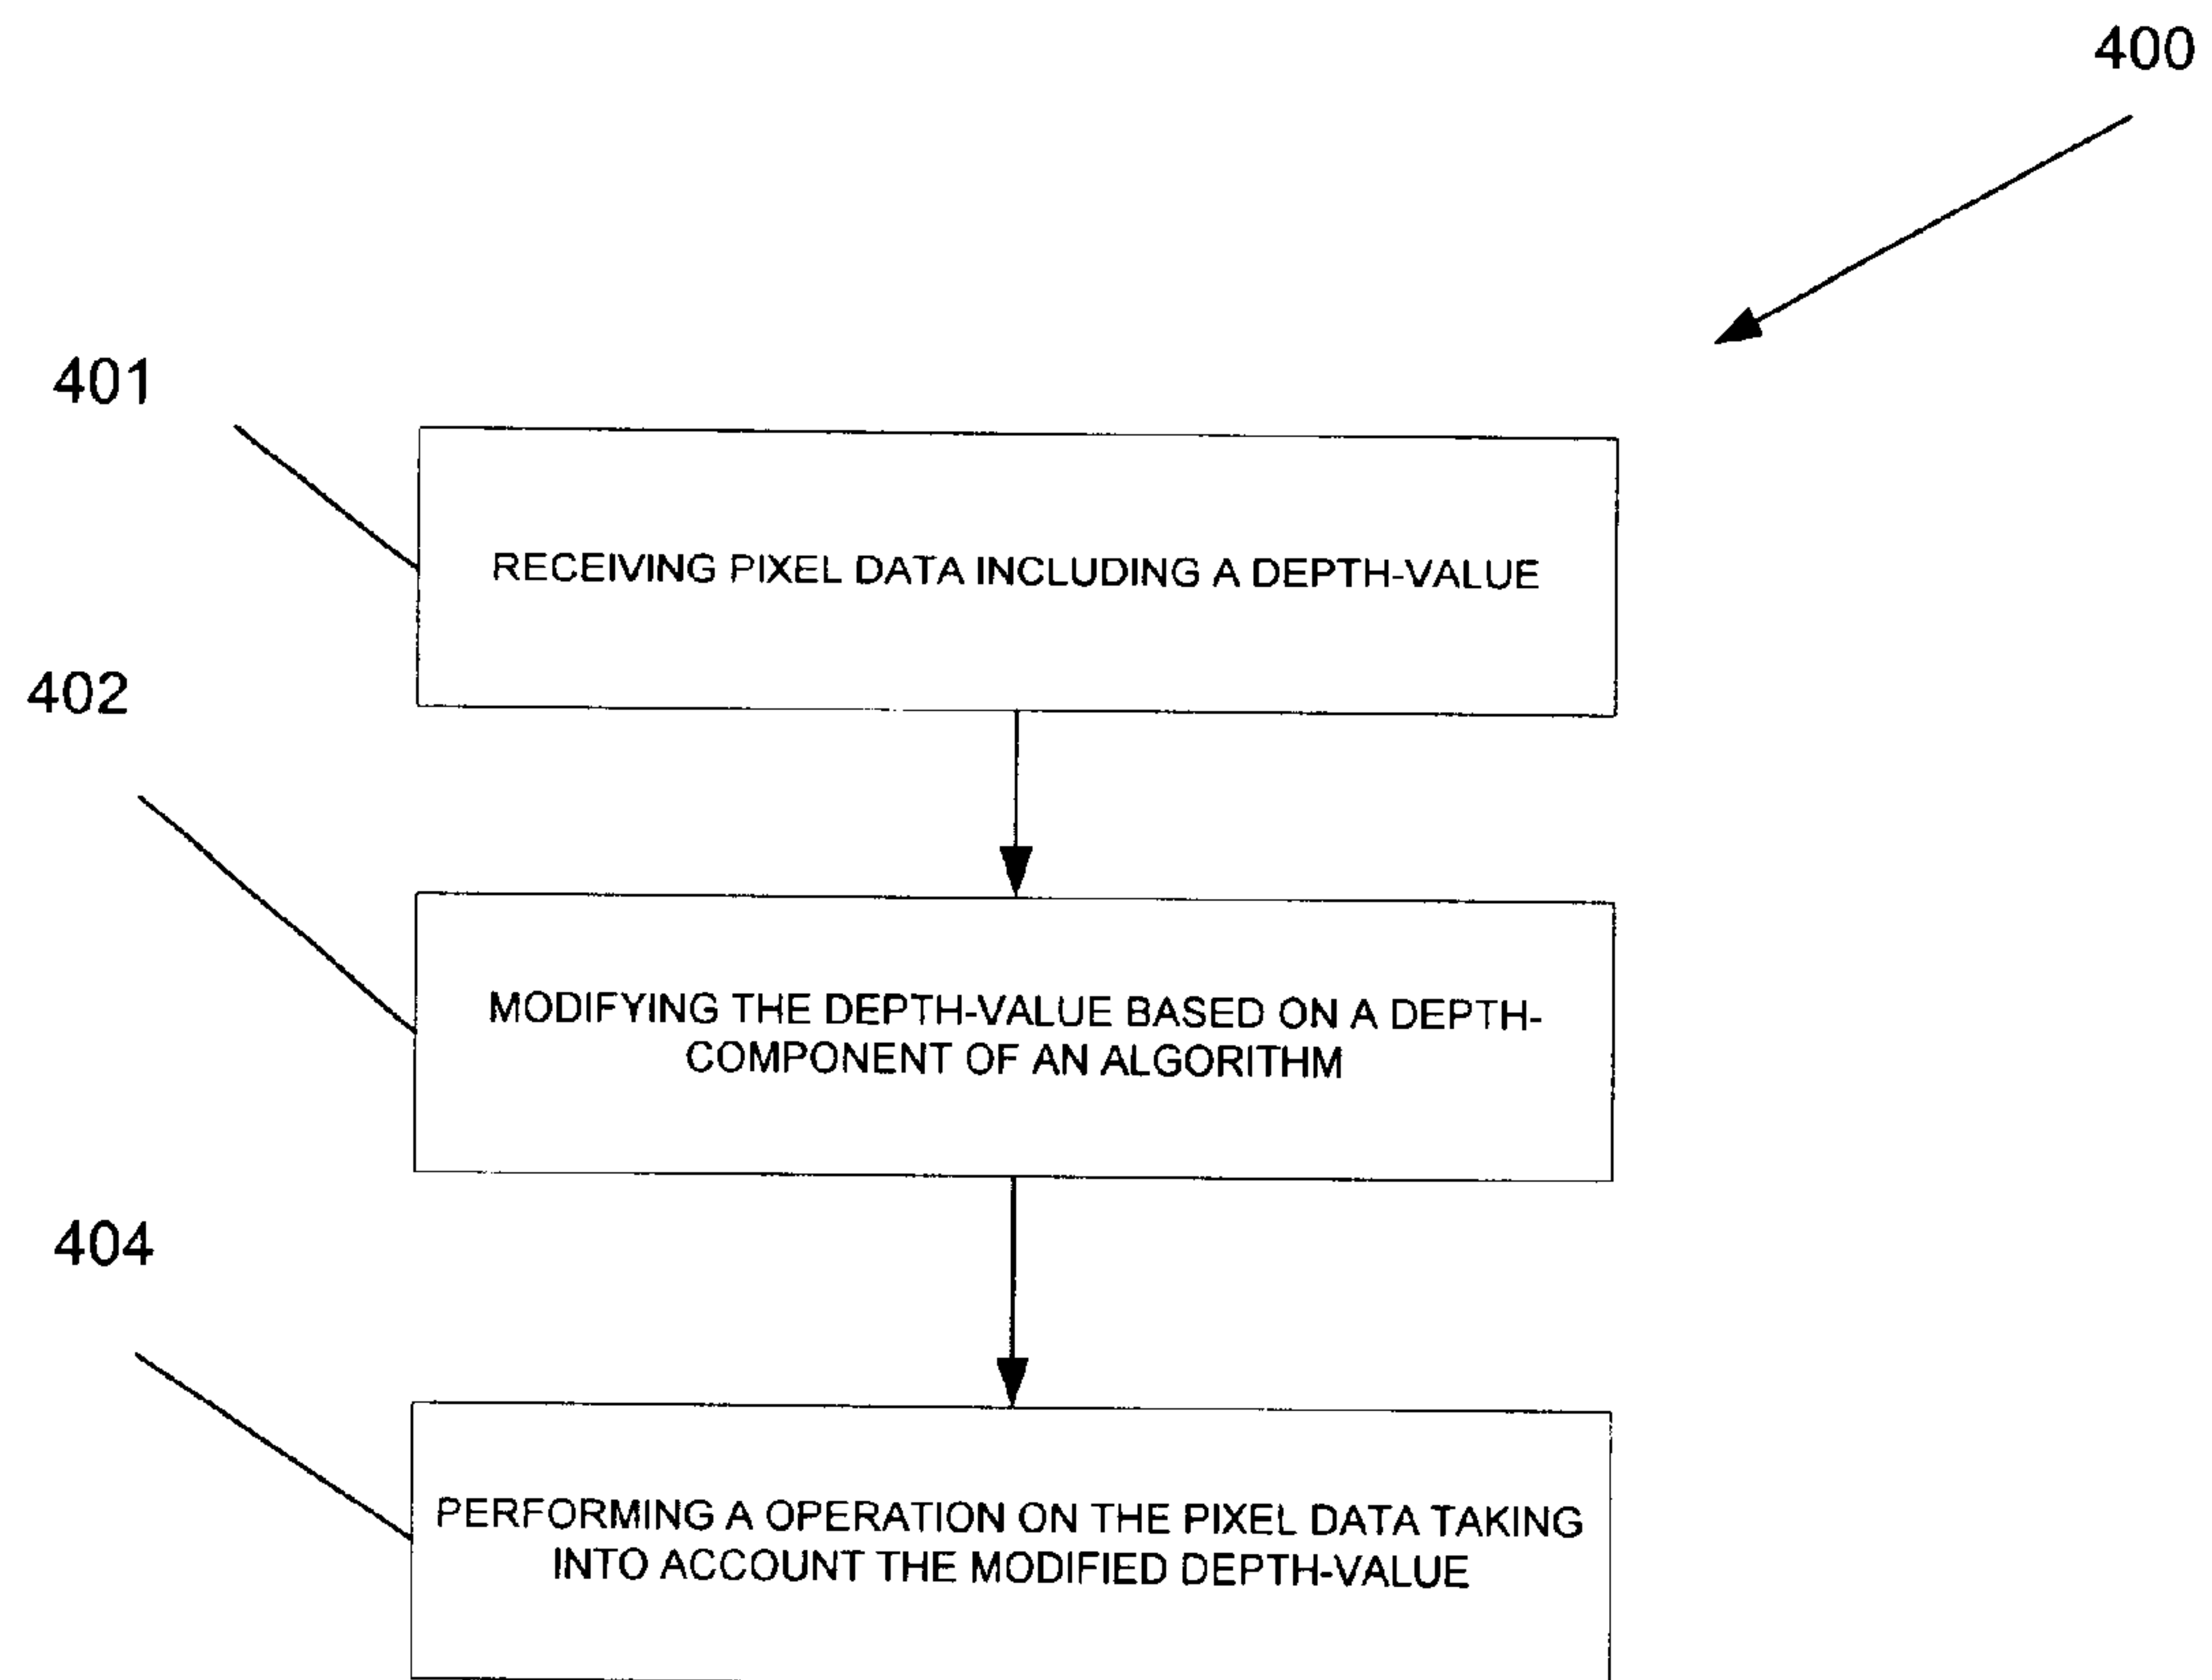 400
401
RECEIVING PIXEL DATA INCLUDING A DEPTH-VALUE
402
MODIFYING THE DEPTH-VALUE BASED ON A DEPTH-
COMPONENT OF AN ALGORITHM
404
PERFORMING A OPERATION ON THE PIXEL DATA TAKING
INTO ACCOUNT THE MODIFIED DEPTH-VALUE